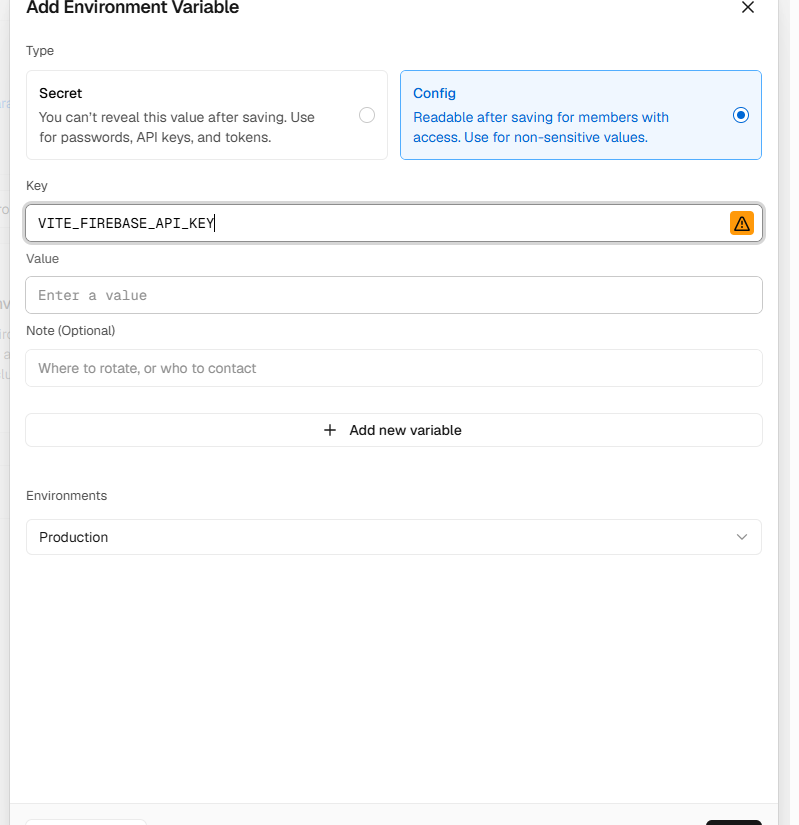 Add Environment Variable
Type
Secret
You can't reveal this value after saving. Use
for passwords, API keys, and tokens.
Config
Readable after saving for members with
access. Use for non-sensitive values.
Key
VITE_FIREBASE_API_KEY
Value
Enter a value
Note (Optional)
Where to rotate, or who to contact
Add new variable
Environments
Production